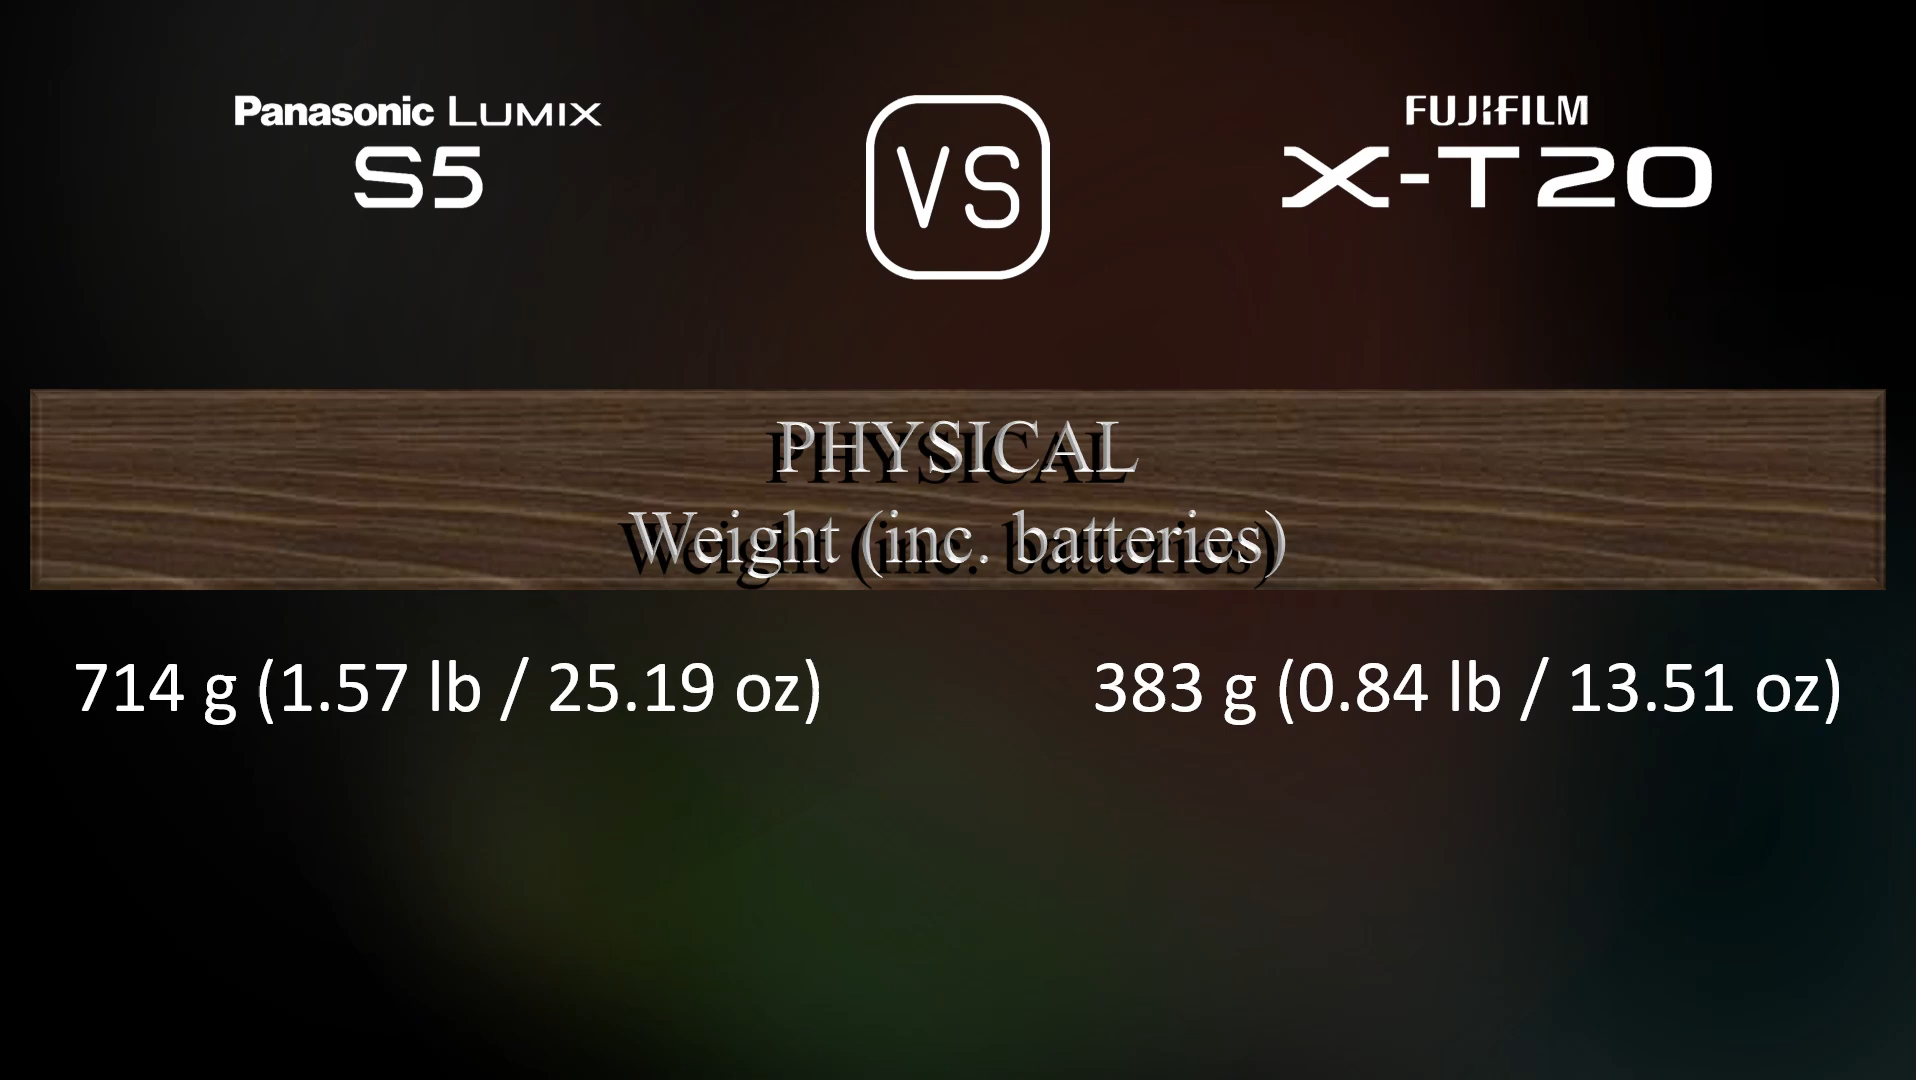 Panasonic LUMIX
S5
VS
FUJIFILM
X-T20
PHYSICAL
Weight (inc. batteries)
714 g (1.57 lb / 25.19 oz)
383 g (0.84 lb / 13.51 oz)